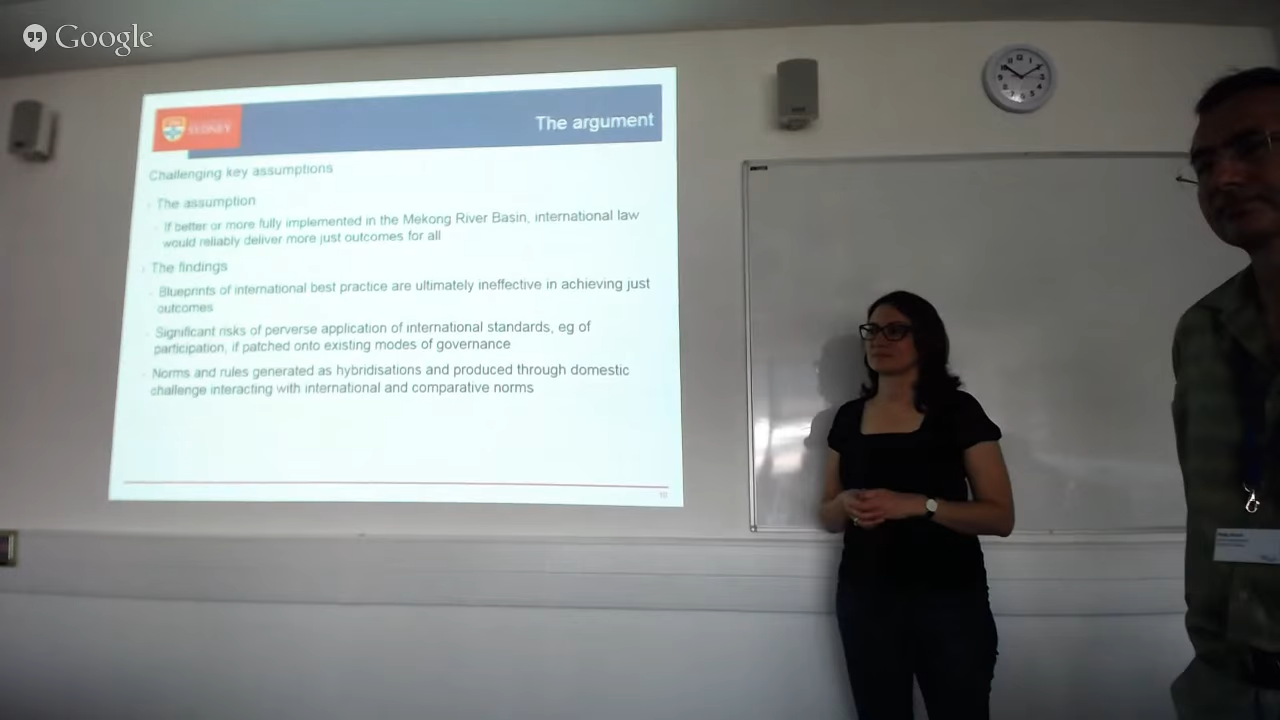 Google
SYDNEY
The argument
Challenging key assumptions
The assumption
If better or more fully implemented in the Mekong River Basin, international law
would reliably deliver more just outcomes for all
The findings
Blueprints of international best practice are ultimately ineffective in achieving just
outcomes
Significant risks of perverse application of international standards, eg of
participation, if patched onto existing modes of governance
Norms and rules generated as hybridisations and produced through domestic
challenge interacting with international and comparative norms